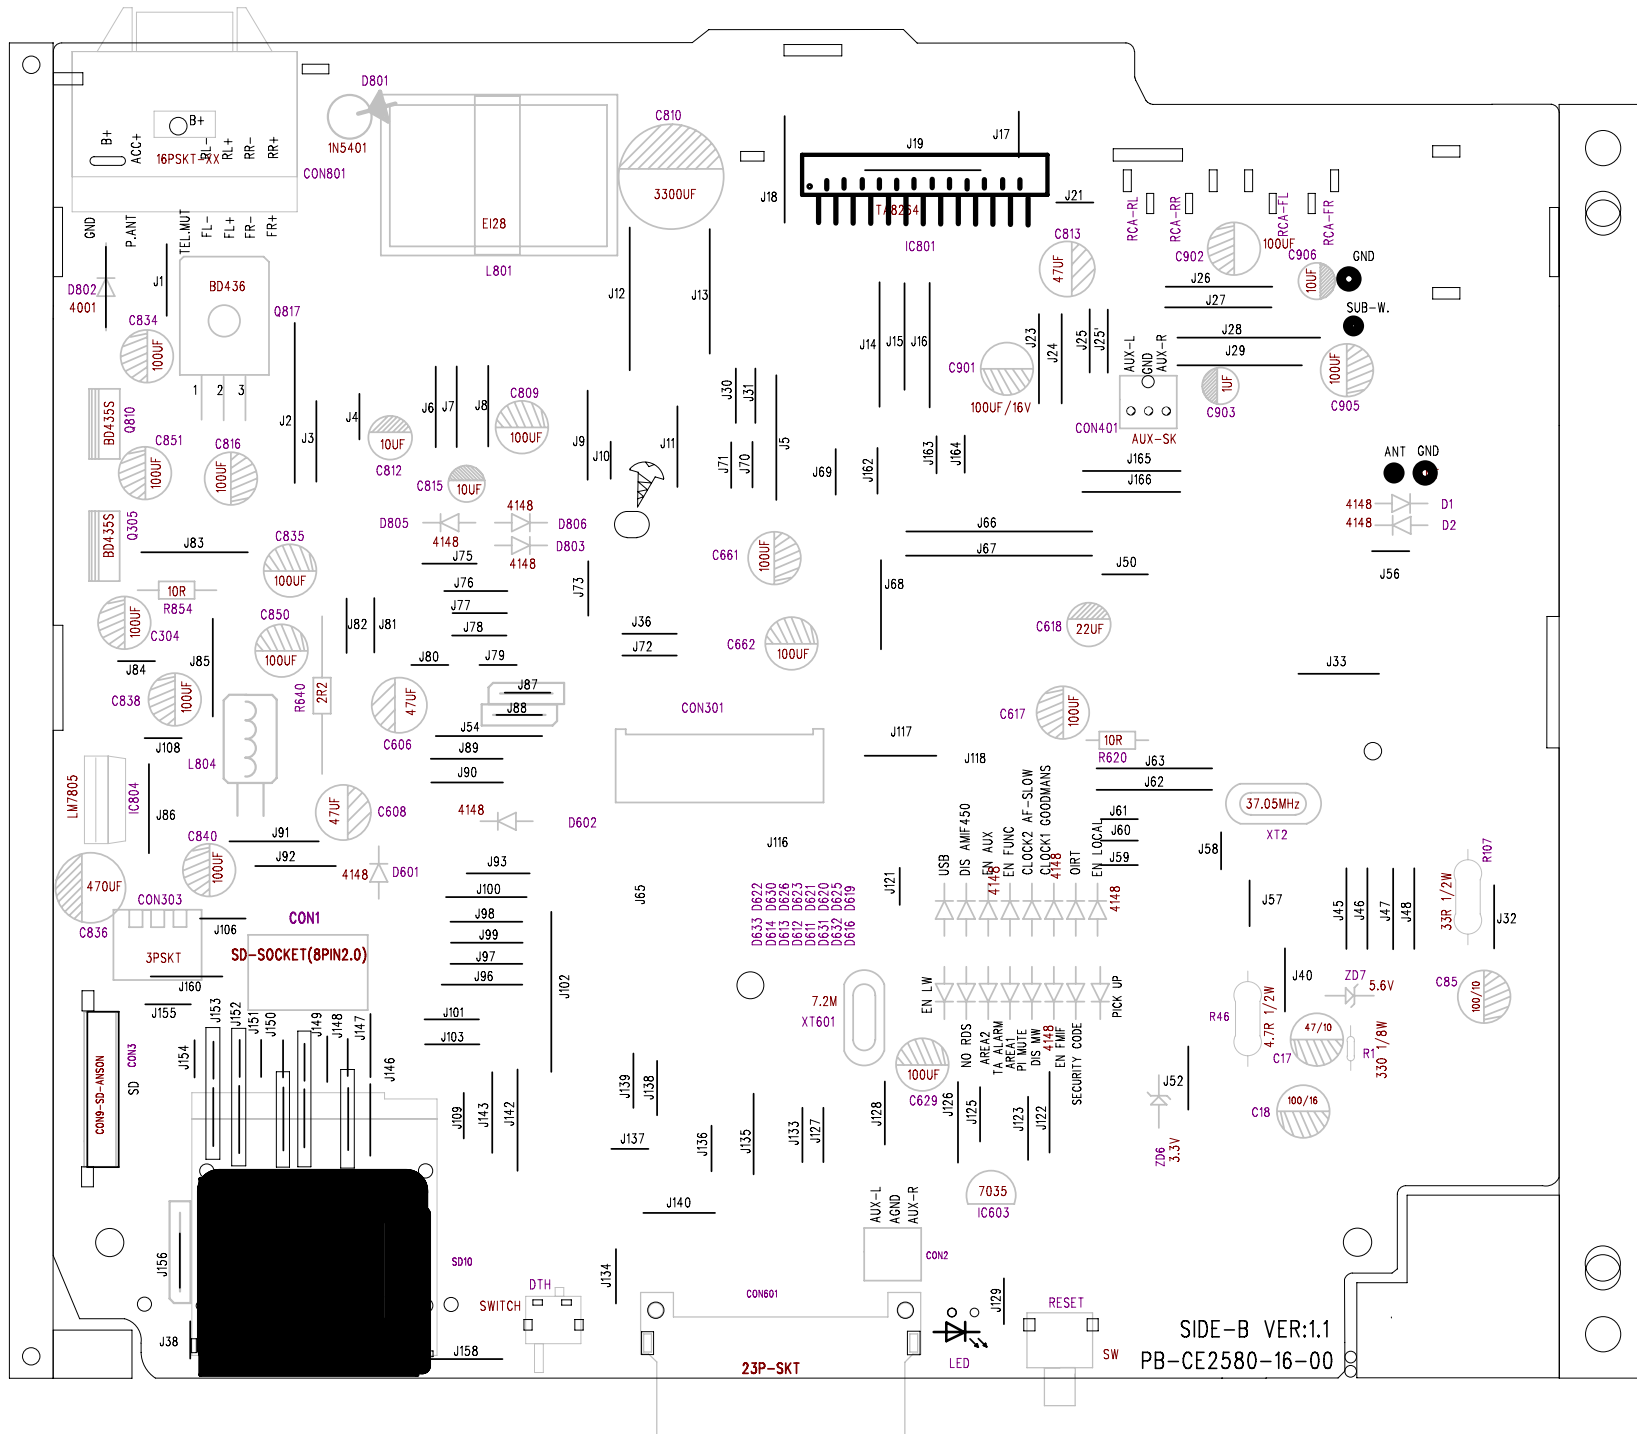 D801
B+
B+
ACC+
RL-
RL+
RR-
RR+
16PSKT-XX
CON801
1N5401
C810
3300UF
EI28
L801
J19
J17
J18
TA8264
IC801
J21
C813
47UF
RCA-RL
RCA-RR
RCA-FL
RCA-FR
C902
100UF
C906
10UF
GND
SUB-W.
GND
P.ANT
TEL.MUT
FL-
FL+
FR-
FR+
D802
4001
J1
BD436
Q817
1 2 3
C834
100UF
J12
J13
J14
J15
J16
J23
J24
J25
J25'
J26
J27
J28
J29
AUX-L
GND
AUX-R
CON401
AUX-SK
C901
100UF/16V
C903
1UF
C905
100UF
BD435S
Q810
C851
100UF
C816
100UF
J2
J3
J4
J6
J7
J8
C809
100UF
10UF
C812
C815
10UF
J9
J10
J11
J30
J31
J5
J71
J70
J69
J162
J163
J164
J165
J166
ANT
GND
4148
D1
4148
D2
BD435S
Q305
J83
C835
100UF
D805
4148
4148
D806
D803
4148
J75
J76
J77
J78
J73
C661
100UF
J66
J67
J68
J50
J56
10R
R854
C304
100UF
C850
100UF
J82
J81
J36
J72
C662
100UF
C618
22UF
J84
J85
J80
J79
J33
C838
100UF
R640
2R2
47UF
C606
J87
J88
J54
CON301
C617
100UF
10R
R620
J108
L804
J89
J90
J117
J118
J63
J62
LM7805
IC804
J86
47UF
C608
4148
D602
37.05MHz
XT2
J61
J60
J59
J58
C840
100UF
J91
J92
4148
D601
J93
J116
USB
DIS AMIF450
EN AUX
EN FUNC
CLOCK2 AF-SLOW
CLOCK1 GOODMANS
OIRT
EN LOCAL
4148
4148
4148
470UF
C836
CON303
3PSKT
J106
CON1
SD-SOCKET(8PIN2.0)
J100
J98
J99
J97
J96
J102
J65
D633 D622
D614 D630
D613 D626
D612 D623
D611 D621
D631 D620
D632 D625
D616 D619
J121
J57
J45
J46
J47
J48
33R 1/2W
R107
J32
J160
J155
J153
J152
J151
J150
J149
J148
J147
J146
J154
J101
J103
7.2M
XT601
EN LW
PICK UP
NO RDS
AREA2
TA ALARM
AREA1
PI MUTE
DIS MW
4148
EN FMIF
SECURITY CODE
R46
4.7R 1/2W
J40
ZD7
5.6V
47/10
C17
R1
330 1/8W
C85
100/10
CON9-SD-ANSON
CON3
SD
J109
J143
J142
J139
J138
J137
J136
J135
J133
J127
J128
100UF
C629
J126
J125
J123
J122
ZD6
3.3V
J52
C18
100/16
J140
7035
IC603
AUX-L
AGND
AUX-R
CON2
J156
J38
SD10
SWITCH
DTH
J158
J134
CON601
23P-SKT
J129
LED
RESET
SW
SIDE-B VER:1.1
PB-CE2580-16-00